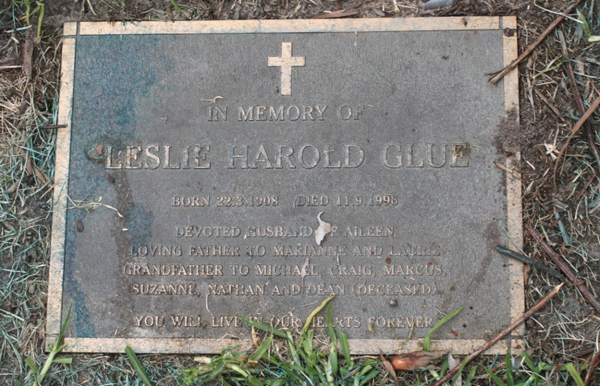 IN MEMORY OF
LESLIE HAROLD GLUE
BORN 22.3.1908 DIED 11.9.1998
DEVOTED HUSBAND OF AILEEN
LOVING FATHER TO MARIANNE AND
GRANDFATHER TO MICHAEL, CRAIG, MARCUS,
SUZANNE, NATHAN AND DEAN (DECEASED)
YOU WILL LIVE IN OUR HEARTS FOREVER